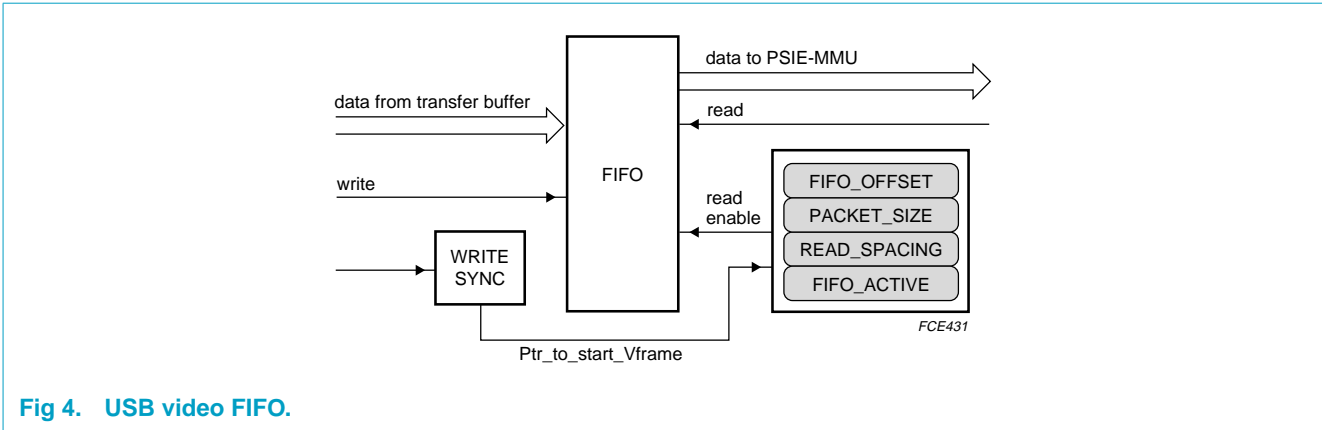 data to PSIE-MMU
data from transfer buffer
read
FIFO
write
read
enable
FIFO_OFFSET
PACKET_SIZE
READ_SPACING
FIFO_ACTIVE
WRITE
SYNC
FCE431
Ptr_to_start_Vframe
Fig 4. USB video FIFO.